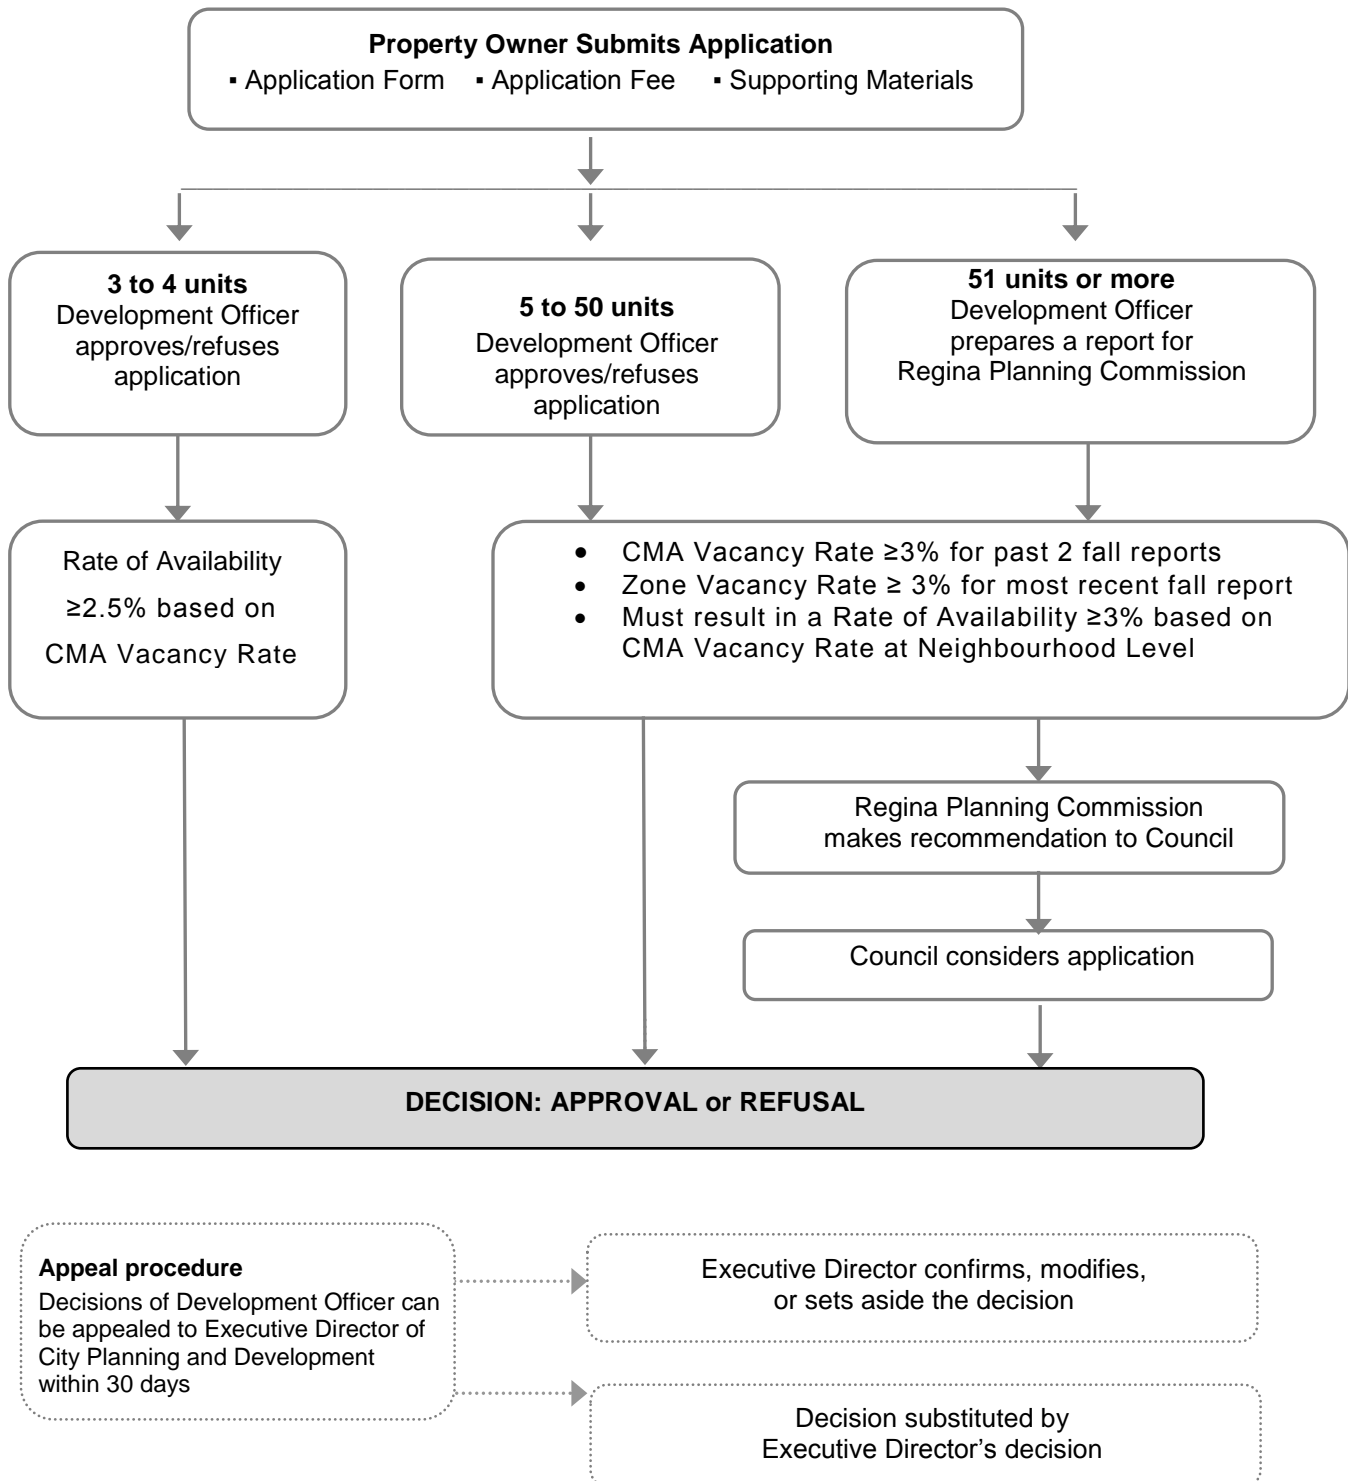 Property Owner Submits Application
▪ Application Form ▪ Application Fee ▪ Supporting Materials
3 to 4 units
Development Officer
approves/refuses
application
5 to 50 units
Development Officer
approves/refuses
application
51 units or more
Development Officer
prepares a report for
Regina Planning Commission
Rate of Availability
≥2.5% based on
CMA Vacancy Rate
• CMA Vacancy Rate ≥3% for past 2 fall reports
• Zone Vacancy Rate ≥ 3% for most recent fall report
• Must result in a Rate of Availability ≥3% based on
CMA Vacancy Rate at Neighbourhood Level
Regina Planning Commission
makes recommendation to Council
Council considers application
DECISION: APPROVAL or REFUSAL
Appeal procedure
Decisions of Development Officer can
be appealed to Executive Director of
City Planning and Development
within 30 days
Executive Director confirms, modifies,
or sets aside the decision
Decision substituted by
Executive Director’s decision